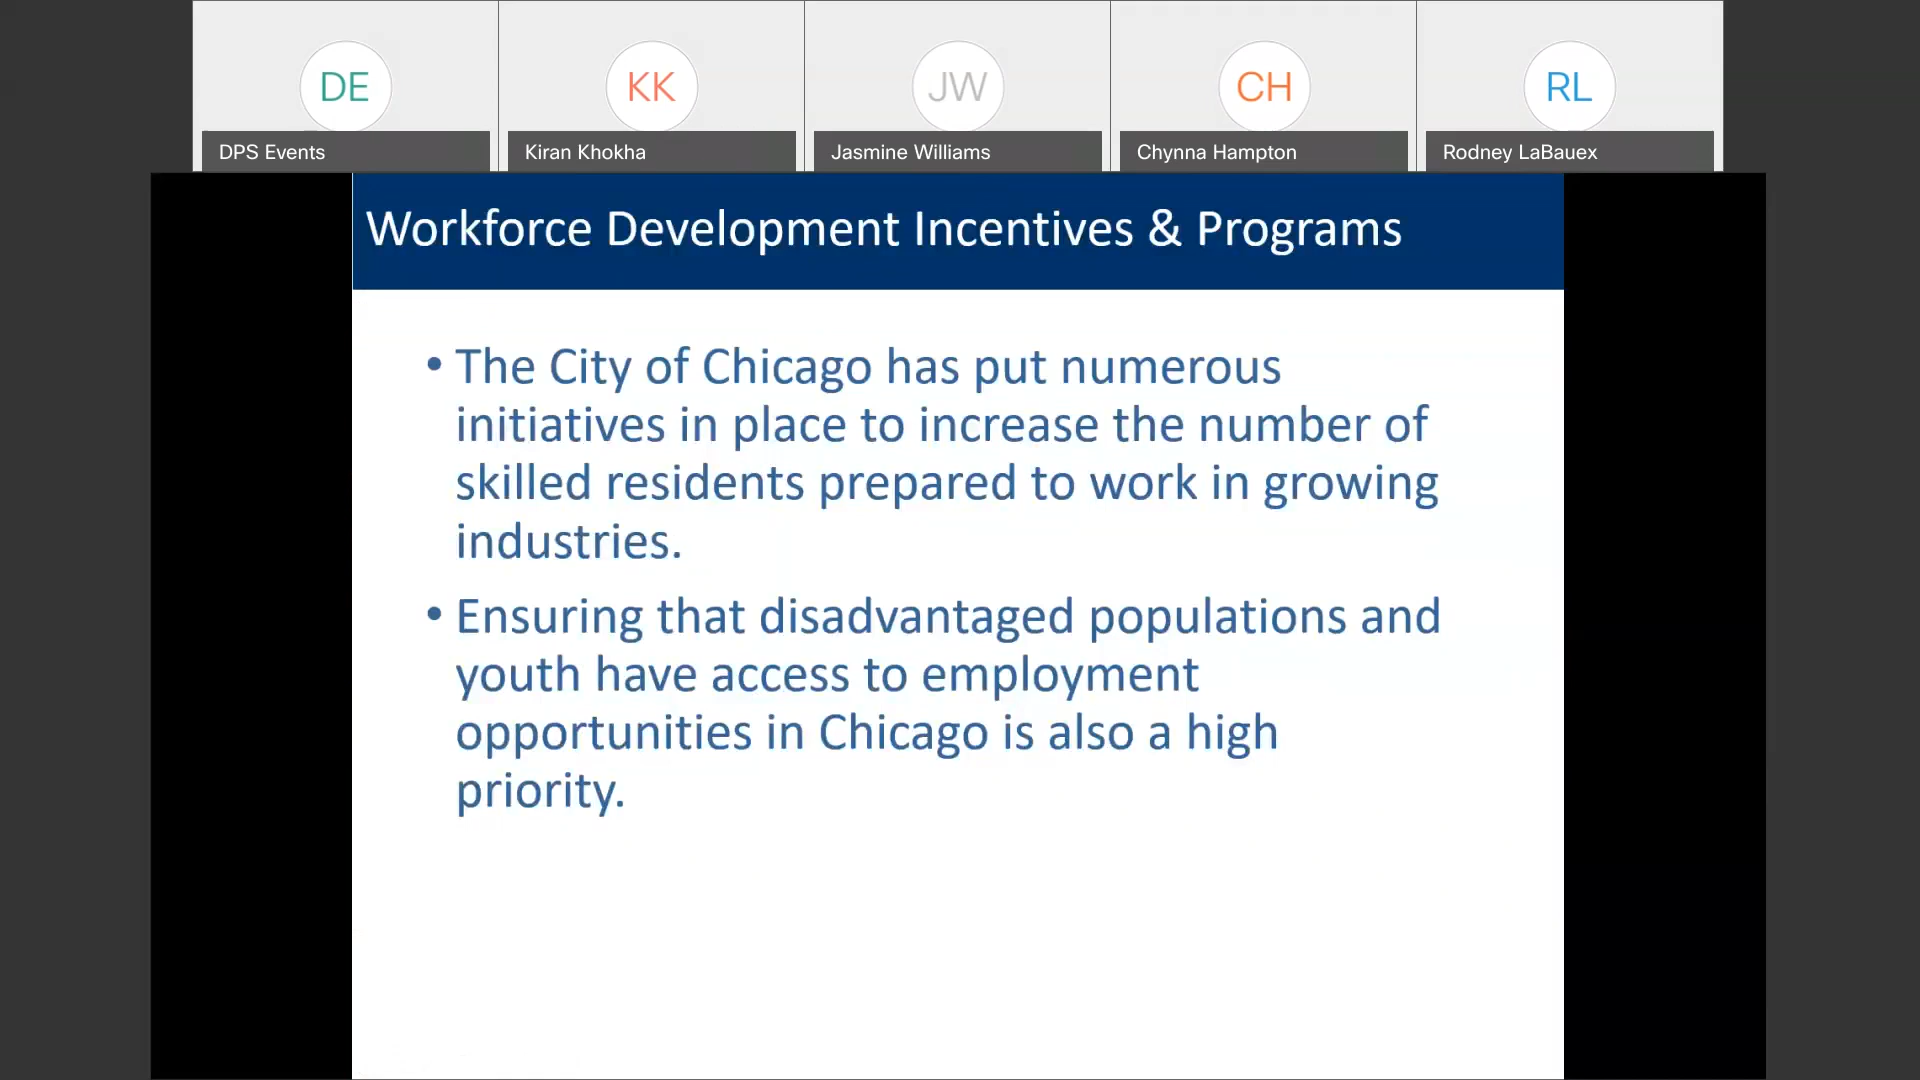 DE
KK
JW
CH
RL
DPS Events
Kiran Khokha
Jasmine Williams
Chynna Hampton
Rodney LaBauex
Workforce Development Incentives & Programs
• The City of Chicago has put numerous
initiatives in place to increase the number of
skilled residents prepared to work in growing
industries.
• Ensuring that disadvantaged populations and
youth have access to employment
opportunities in Chicago is also a high
priority.